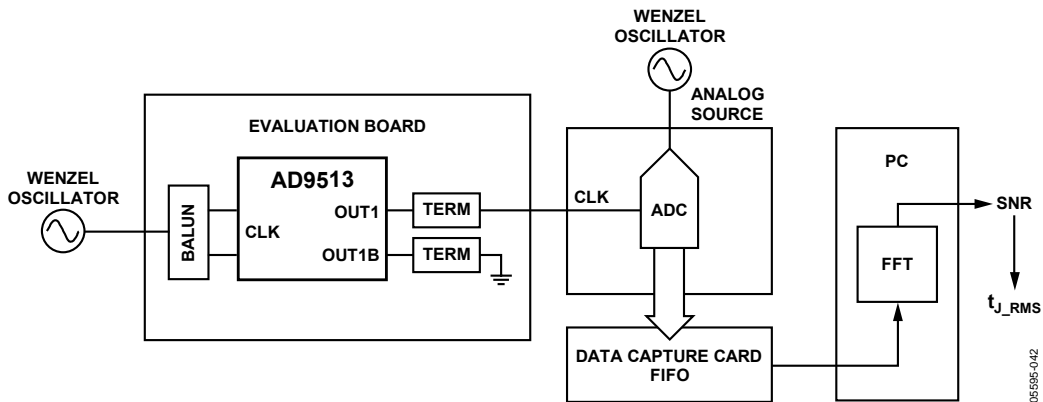 WENZEL
OSCILLATOR
ANALOG
SOURCE
EVALUATION BOARD
PC
WENZEL
OSCILLATOR
BALUN
AD9513
CLK
OUT1
OUT1B
TERM
TERM
CLK
ADC
FFT
SNR
tJ_RMS
DATA CAPTURE CARD
FIFO
05595-042